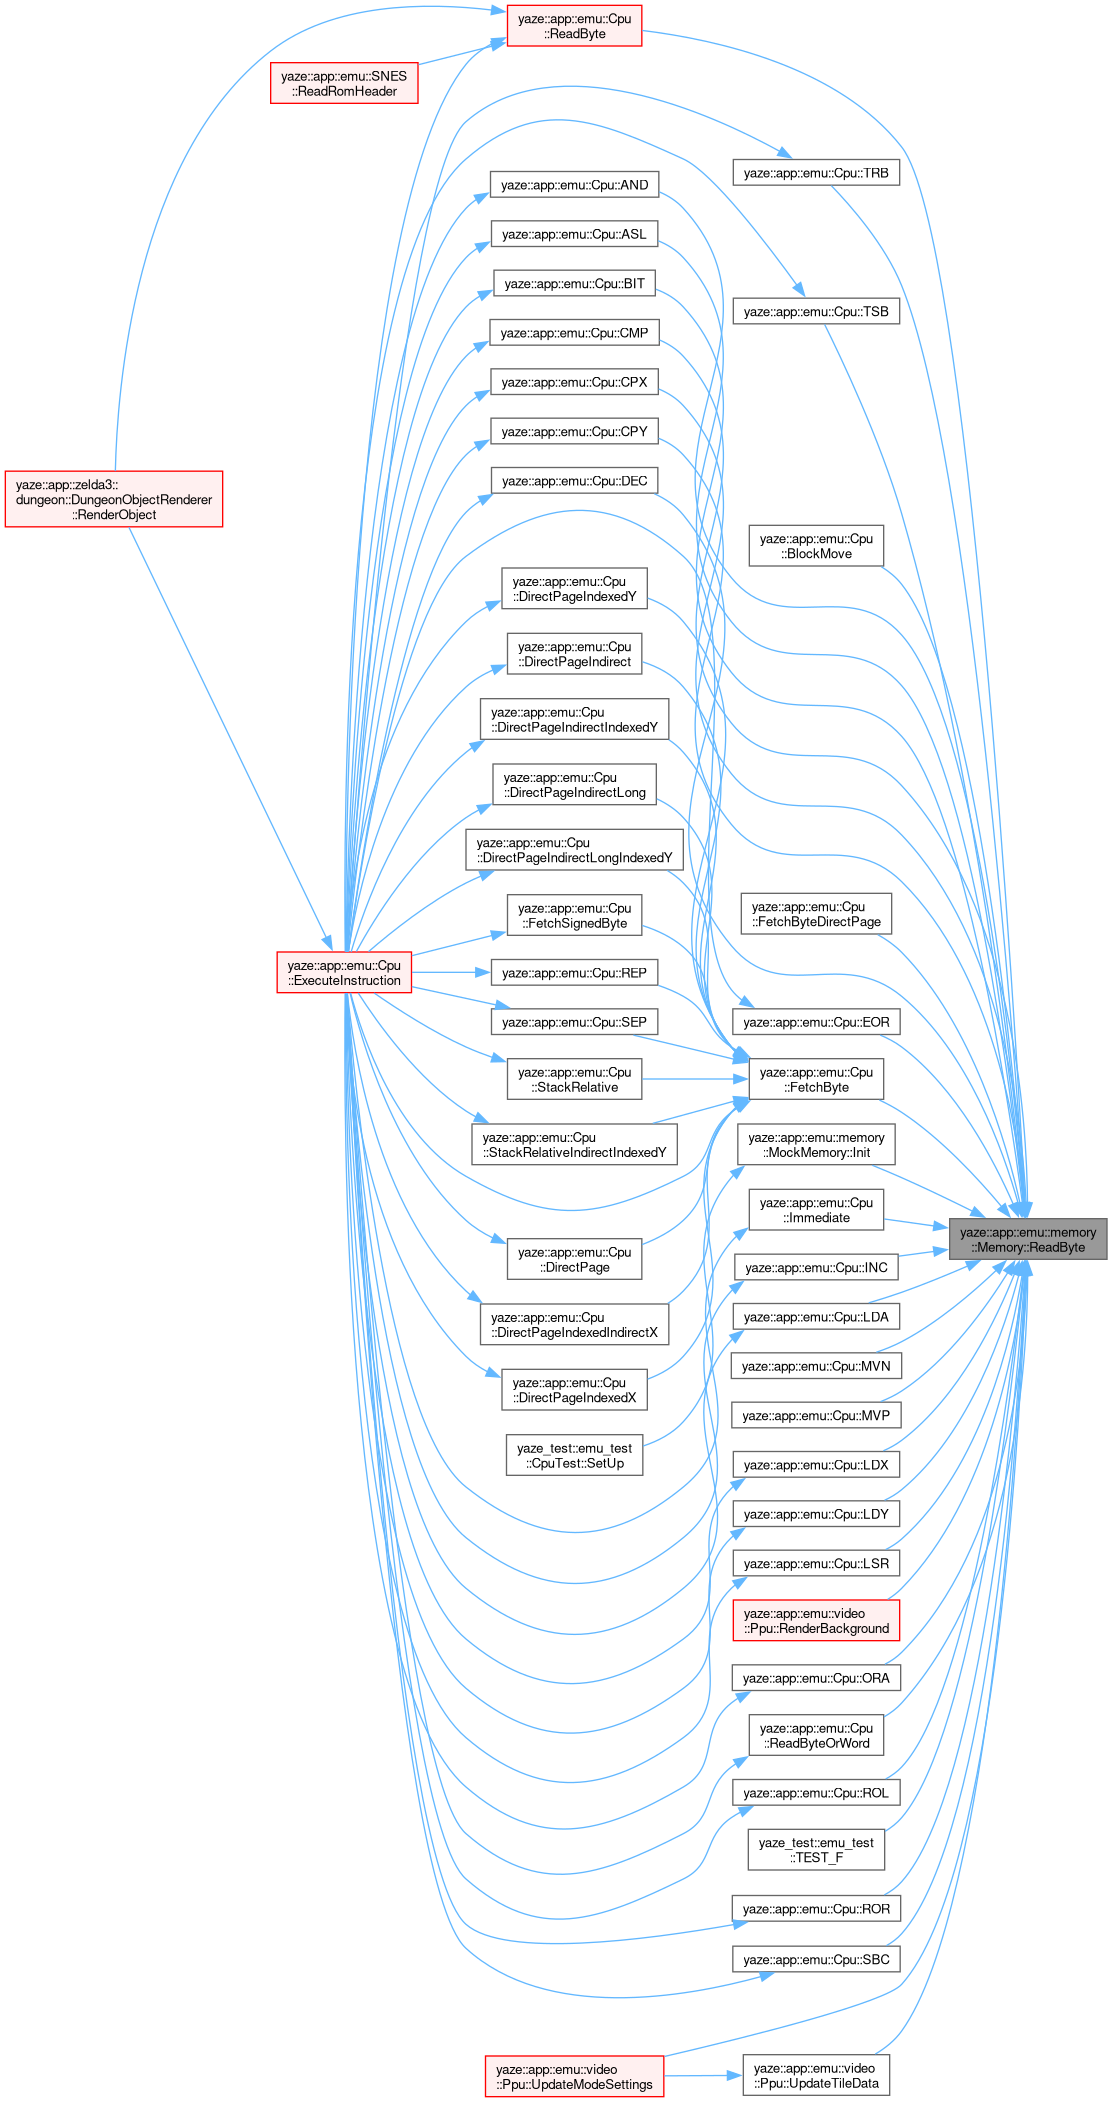 yaze::app::emu::Cpu
::ReadByte
yaze::app::emu::SNES
::ReadRomHeader
yaze::app::emu::Cpu::TRB
yaze::app::emu::Cpu::AND
yaze::app::emu::Cpu::ASL
yaze::app::emu::Cpu::BIT
yaze::app::emu::Cpu::TSB
yaze::app::emu::Cpu::CMP
yaze::app::emu::Cpu::CPX
yaze::app::emu::Cpu::CPY
yaze::app::emu::Cpu::DEC
yaze::app::zelda3::
dungeon::DungeonObjectRenderer
::RenderObject
yaze::app::emu::Cpu
::BlockMove
yaze::app::emu::Cpu
::DirectPageIndexedY
yaze::app::emu::Cpu
::DirectPageIndirect
yaze::app::emu::Cpu
::DirectPageIndirectIndexedY
yaze::app::emu::Cpu
::DirectPageIndirectLong
yaze::app::emu::Cpu
::DirectPageIndirectLongIndexedY
yaze::app::emu::Cpu
::FetchSignedByte
yaze::app::emu::Cpu
::FetchByteDirectPage
yaze::app::emu::Cpu
::ExecuteInstruction
yaze::app::emu::Cpu::REP
yaze::app::emu::Cpu::SEP
yaze::app::emu::Cpu::EOR
yaze::app::emu::Cpu
::StackRelative
yaze::app::emu::Cpu
::FetchByte
yaze::app::emu::Cpu
::StackRelativeIndirectIndexedY
yaze::app::emu::memory
::MockMemory::Init
yaze::app::emu::Cpu
::Immediate
yaze::app::emu::memory
::Memory::ReadByte
yaze::app::emu::Cpu
::DirectPage
yaze::app::emu::Cpu::INC
yaze::app::emu::Cpu
::DirectPageIndexedIndirectX
yaze::app::emu::Cpu::LDA
yaze::app::emu::Cpu::MVN
yaze::app::emu::Cpu
::DirectPageIndexedX
yaze::app::emu::Cpu::MVP
yaze_test::emu_test
::CpuTest::SetUp
yaze::app::emu::Cpu::LDX
yaze::app::emu::Cpu::LDY
yaze::app::emu::Cpu::LSR
yaze::app::emu::video
::Ppu::RenderBackground
yaze::app::emu::Cpu::ORA
yaze::app::emu::Cpu
::ReadByteOrWord
yaze::app::emu::Cpu::ROL
yaze_test::emu_test
::TEST_F
yaze::app::emu::Cpu::ROR
yaze::app::emu::Cpu::SBC
yaze::app::emu::video
::Ppu::UpdateModeSettings
yaze::app::emu::video
::Ppu::UpdateTileData